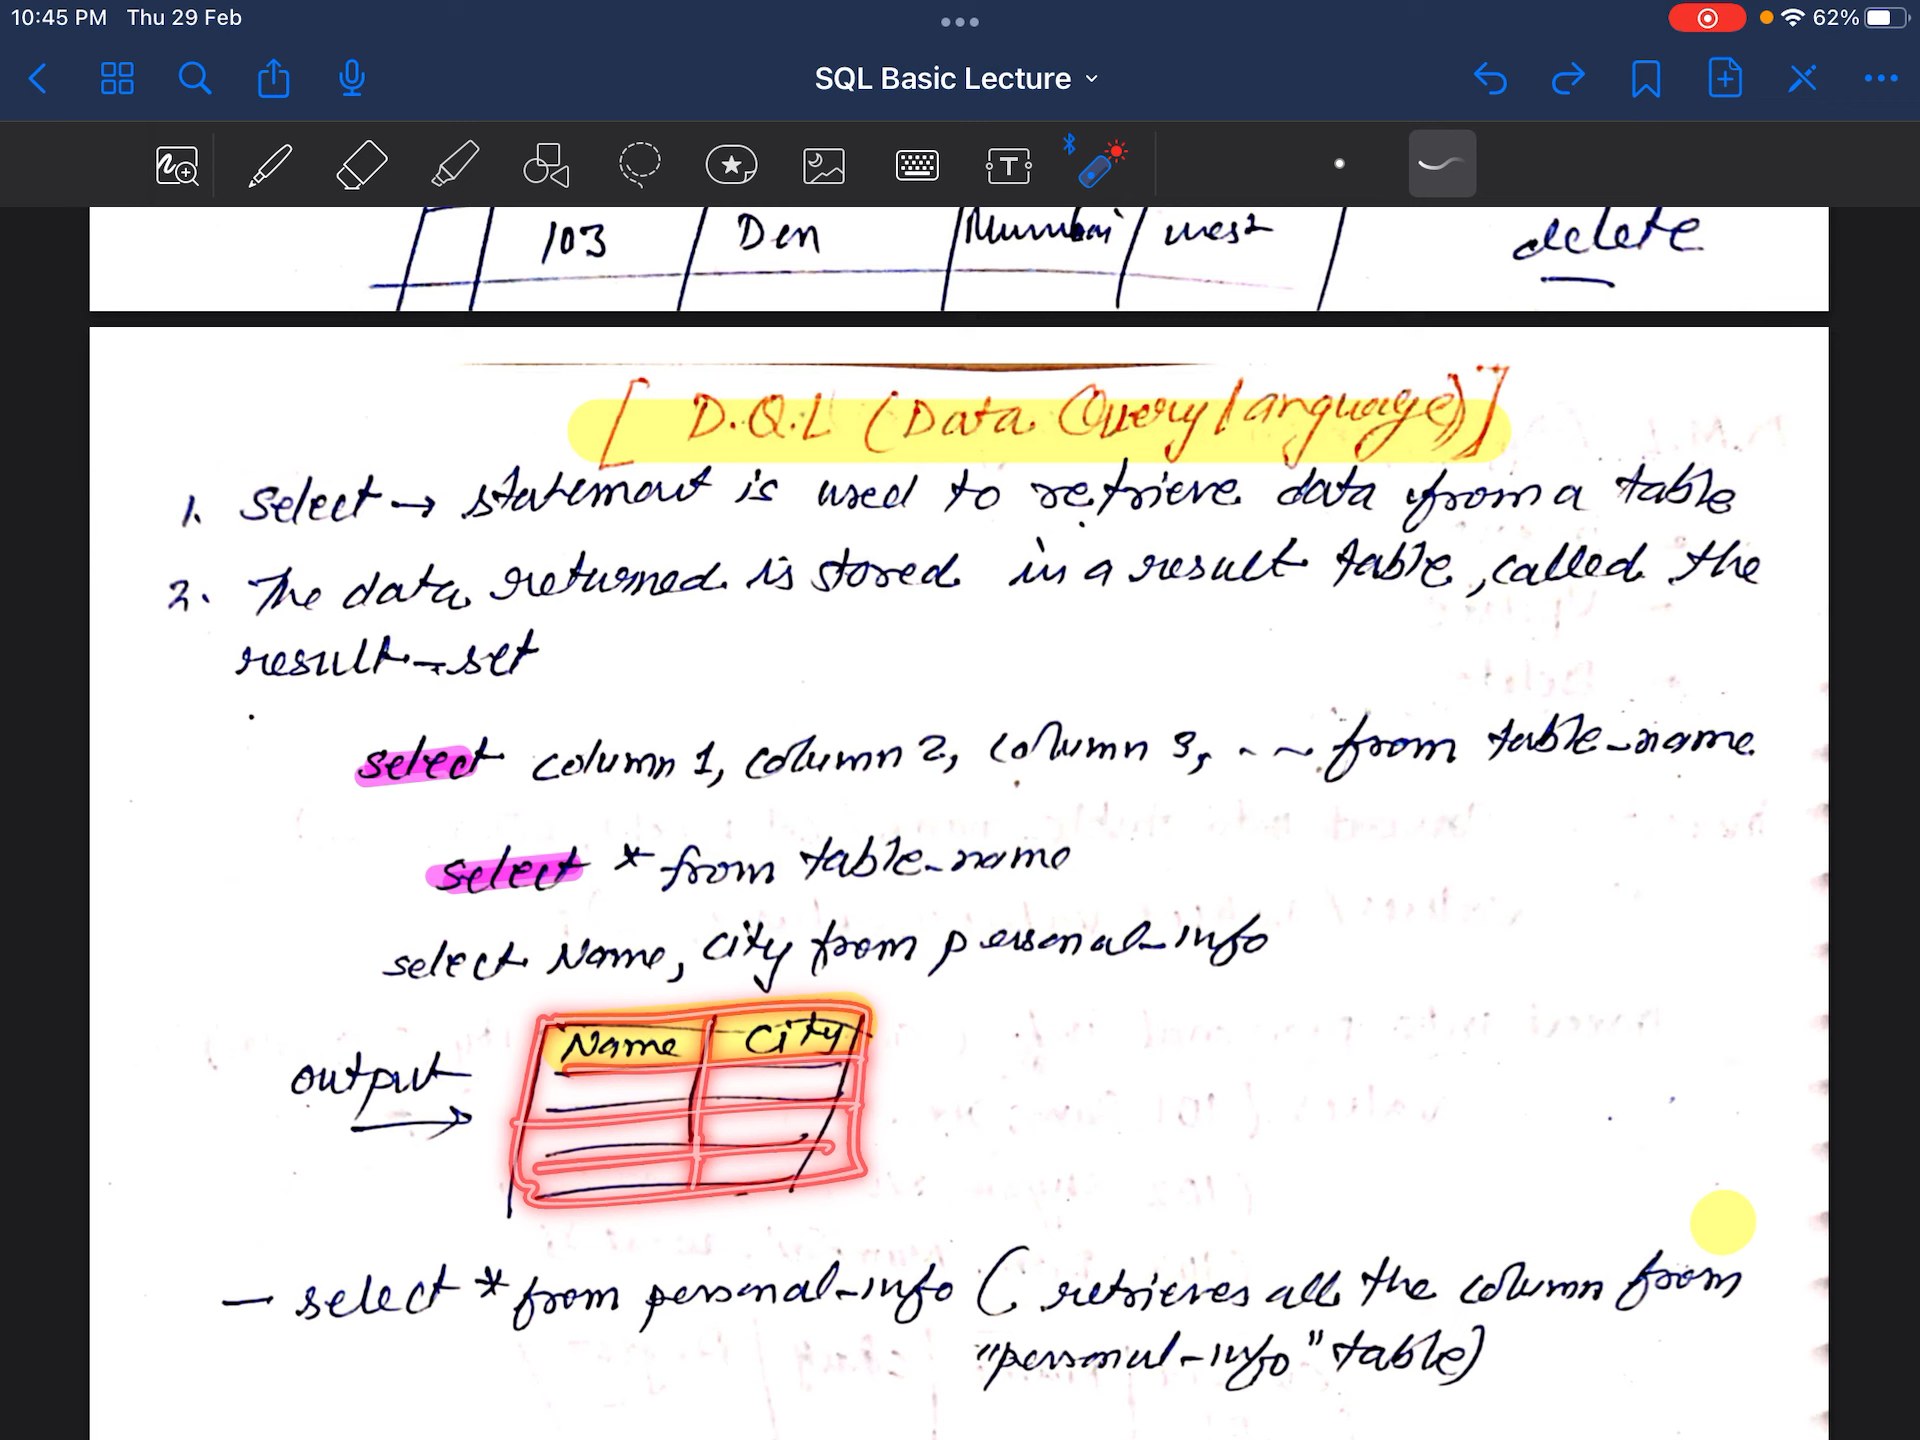 10:45 PM Thu 29 Feb
62%
SQL Basic Lecture
T
103 Den Mumbai west delete
[ D.Q.L (Data Query language)]
1. Select → statement is used to retrieve data from a table
2. The data returned is stored in a result table, called the
result-set
select column 1, column 2, column 3, -- from table-name
select * from table-name
select Name, City from personal-info
Name City
output
- select * from personal-info ( retrieves all the column from
"personal-info" table)